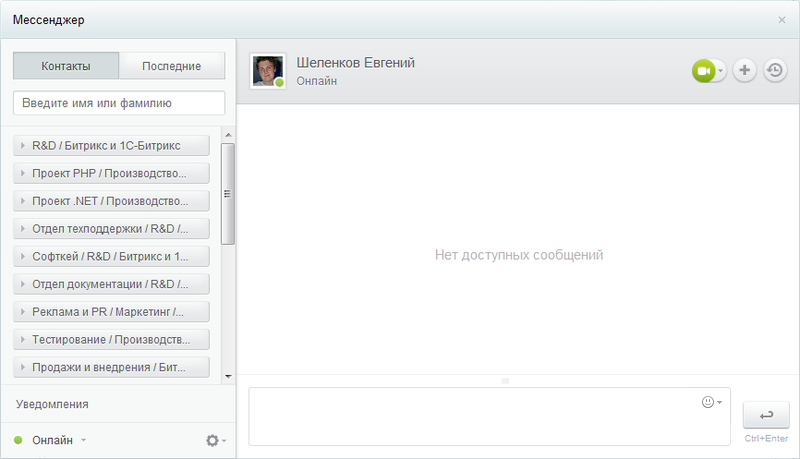 Мессенджер
Контакты
Последние
Введите имя или фамилию
R&D / Битрикс и 1С-Битрикс
Проект PHP / Производство...
Проект .NET / Производство...
Отдел техподдержки / R&D /...
Софткей / R&D / Битрикс и 1...
Отдел документации / R&D /...
Реклама и PR / Маркетинг /...
Тестирование / Производств...
Продажи и внедрения / Бит...
Уведомления
Онлайн
Шеленков Евгений
Онлайн
Нет доступных сообщений
Ctrl+Enter